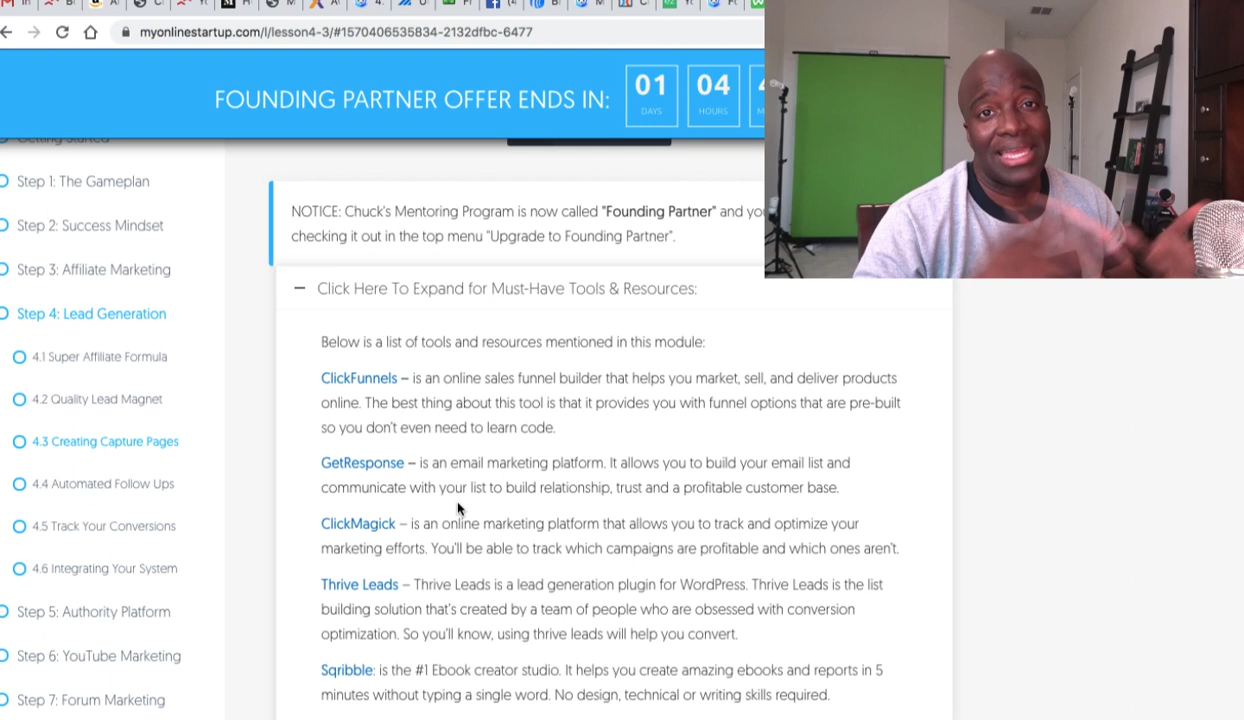 myonlinestartup.com/l/lesson4-3/#1570406535834-2132dfbc-6477
FOUNDING PARTNER OFFER ENDS IN:
01
DAYS
04
HOURS
Getting Started
Step 1: The Gameplan
Step 2: Success Mindset
Step 3: Affiliate Marketing
Step 4: Lead Generation
4.1 Super Affiliate Formula
4.2 Quality Lead Magnet
4.3 Creating Capture Pages
4.4 Automated Follow Ups
4.5 Track Your Conversions
4.6 Integrating Your System
Step 5: Authority Platform
Step 6: YouTube Marketing
Step 7: Forum Marketing
NOTICE: Chuck's Mentoring Program is now called "Founding Partner" and
checking it out in the top menu "Upgrade to Founding Partner".
Click Here To Expand for Must-Have Tools & Resources:
Below is a list of tools and resources mentioned in this module:
ClickFunnels – is an online sales funnel builder that helps you market, sell, and deliver products
online. The best thing about this tool is that it provides you with funnel options that are pre-built
so you don't even need to learn code.
GetResponse – is an email marketing platform. It allows you to build your email list and
communicate with your list to build relationship, trust and a profitable customer base.
ClickMagick – is an online marketing platform that allows you to track and optimize your
marketing efforts. You'll be able to track which campaigns are profitable and which ones aren't.
Thrive Leads – Thrive Leads is a lead generation plugin for WordPress. Thrive Leads is the list
building solution that's created by a team of people who are obsessed with conversion
optimization. So you'll know, using thrive leads will help you convert.
Sqribble: is the #1 Ebook creator studio. It helps you create amazing ebooks and reports in 5
minutes without typing a single word. No design, technical or writing skills required.